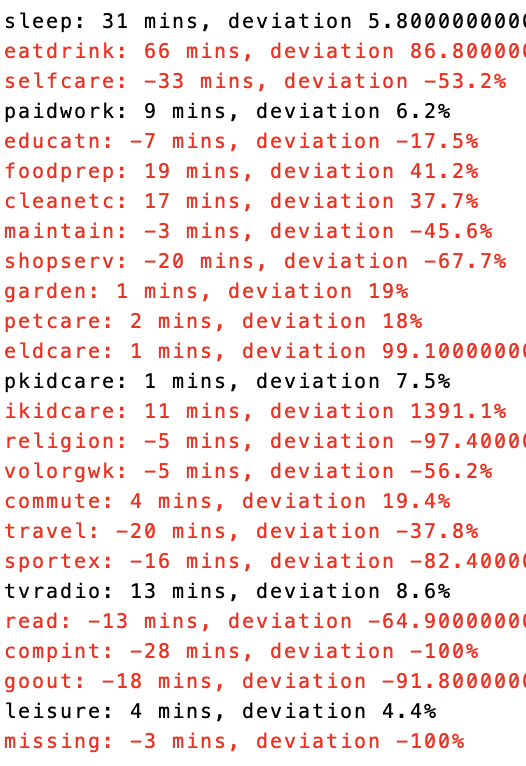 sleep: 31 mins, deviation 5.8000000000
eatdrink: 66 mins, deviation 86.800000
selfcare: -33 mins, deviation -53.2%
paidwork: 9 mins, deviation 6.2%
educatn: -7 mins, deviation -17.5%
foodprep: 19 mins, deviation 41.2%
cleanetc: 17 mins, deviation 37.7%
maintain: -3 mins, deviation -45.6%
shopserv: -20 mins, deviation -67.7%
garden: 1 mins, deviation 19%
petcare: 2 mins, deviation 18%
eldcare: 1 mins, deviation 99.10000000
pkidcare: 1 mins, deviation 7.5%
ikidcare: 11 mins, deviation 1391.1%
religion: -5 mins, deviation -97.40000
volorgwk: -5 mins, deviation -56.2%
commute: 4 mins, deviation 19.4%
travel: -20 mins, deviation -37.8%
sportex: -16 mins, deviation -82.40000
tvradio: 13 mins, deviation 8.6%
read: -13 mins, deviation -64.90000000
compint: -28 mins, deviation -100%
goout: -18 mins, deviation -91.8000000
leisure: 4 mins, deviation 4.4%
missing: -3 mins, deviation -100%